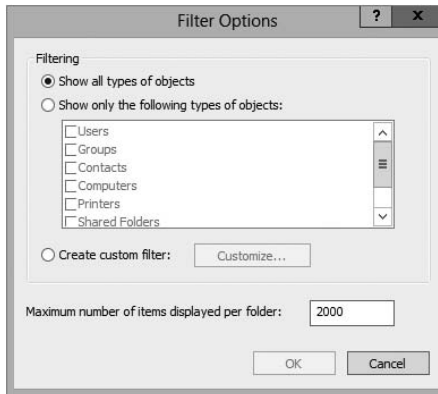 Filter Options
? x
Filtering
Show all types of objects
Show only the following types of objects:
Users
Groups
Contacts
Computers
Printers
Shared Folders
Create custom filter: Customize...
Maximum number of items displayed per folder: 2000
OK Cancel